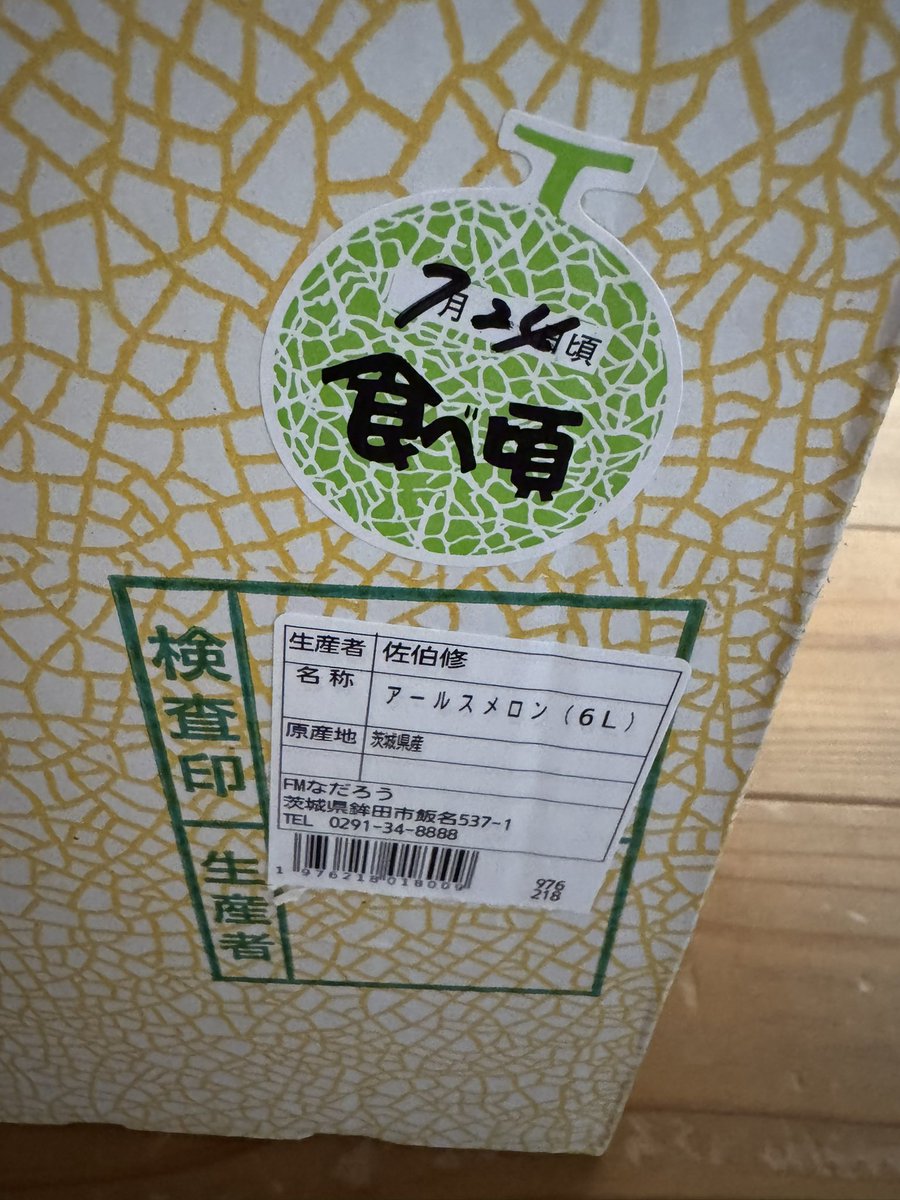 7月24日頃
食べ頃
検査印
生産者 佐伯修
名称 アールスメロン(6L)
原産地 茨城県産
FMなだろう
茨城県鉾田市飯名537-1
TEL 0291-34-8888
1 976218 018009
976
218
生産者